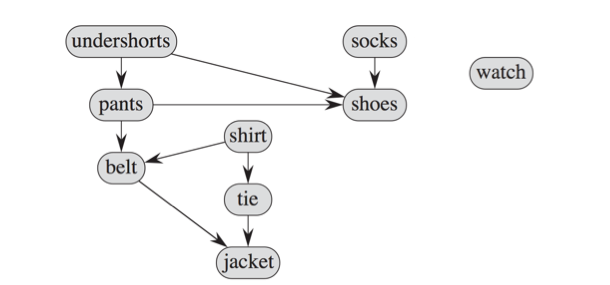 undershorts
socks
watch
pants
shoes
shirt
belt
tie
jacket